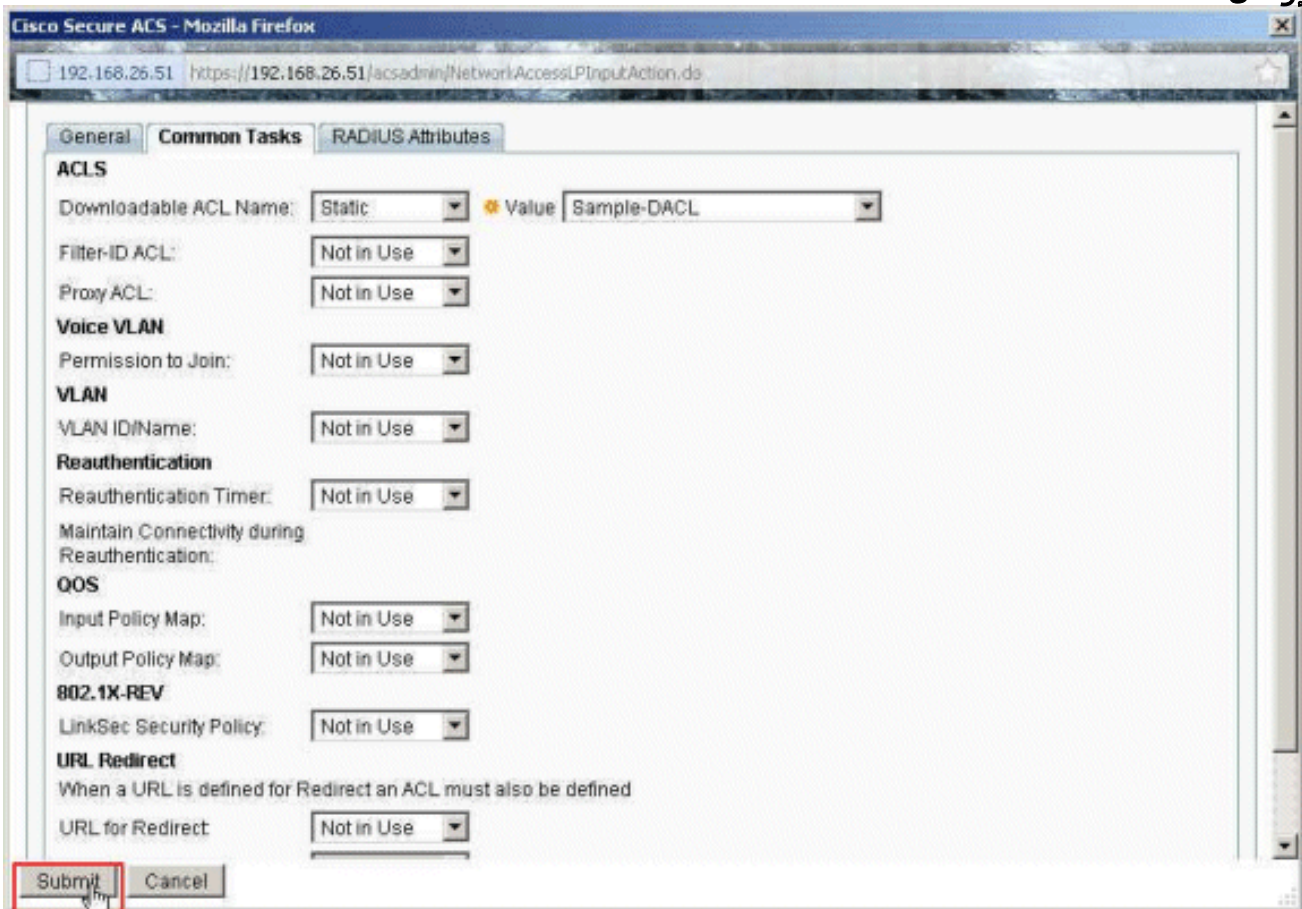 Cisco Secure ACS - Mozilla Firefox
192.168.26.51 https://192.168.26.51/acsadmin/NetworkAccessLPInputAction.do
General Common Tasks RADIUS Attributes
ACLS
Downloadable ACL Name: Static Value Sample-DACL
Filter-ID ACL: Not in Use
Proxy ACL: Not in Use
Voice VLAN
Permission to Join: Not in Use
VLAN
VLAN ID/Name: Not in Use
Reauthentication
Reauthentication Timer: Not in Use
Maintain Connectivity during
Reauthentication:
QOS
Input Policy Map: Not in Use
Output Policy Map: Not in Use
802.1X-REV
LinkSec Security Policy: Not in Use
URL Redirect
When a URL is defined for Redirect an ACL must also be defined
URL for Redirect: Not in Use
Submit Cancel